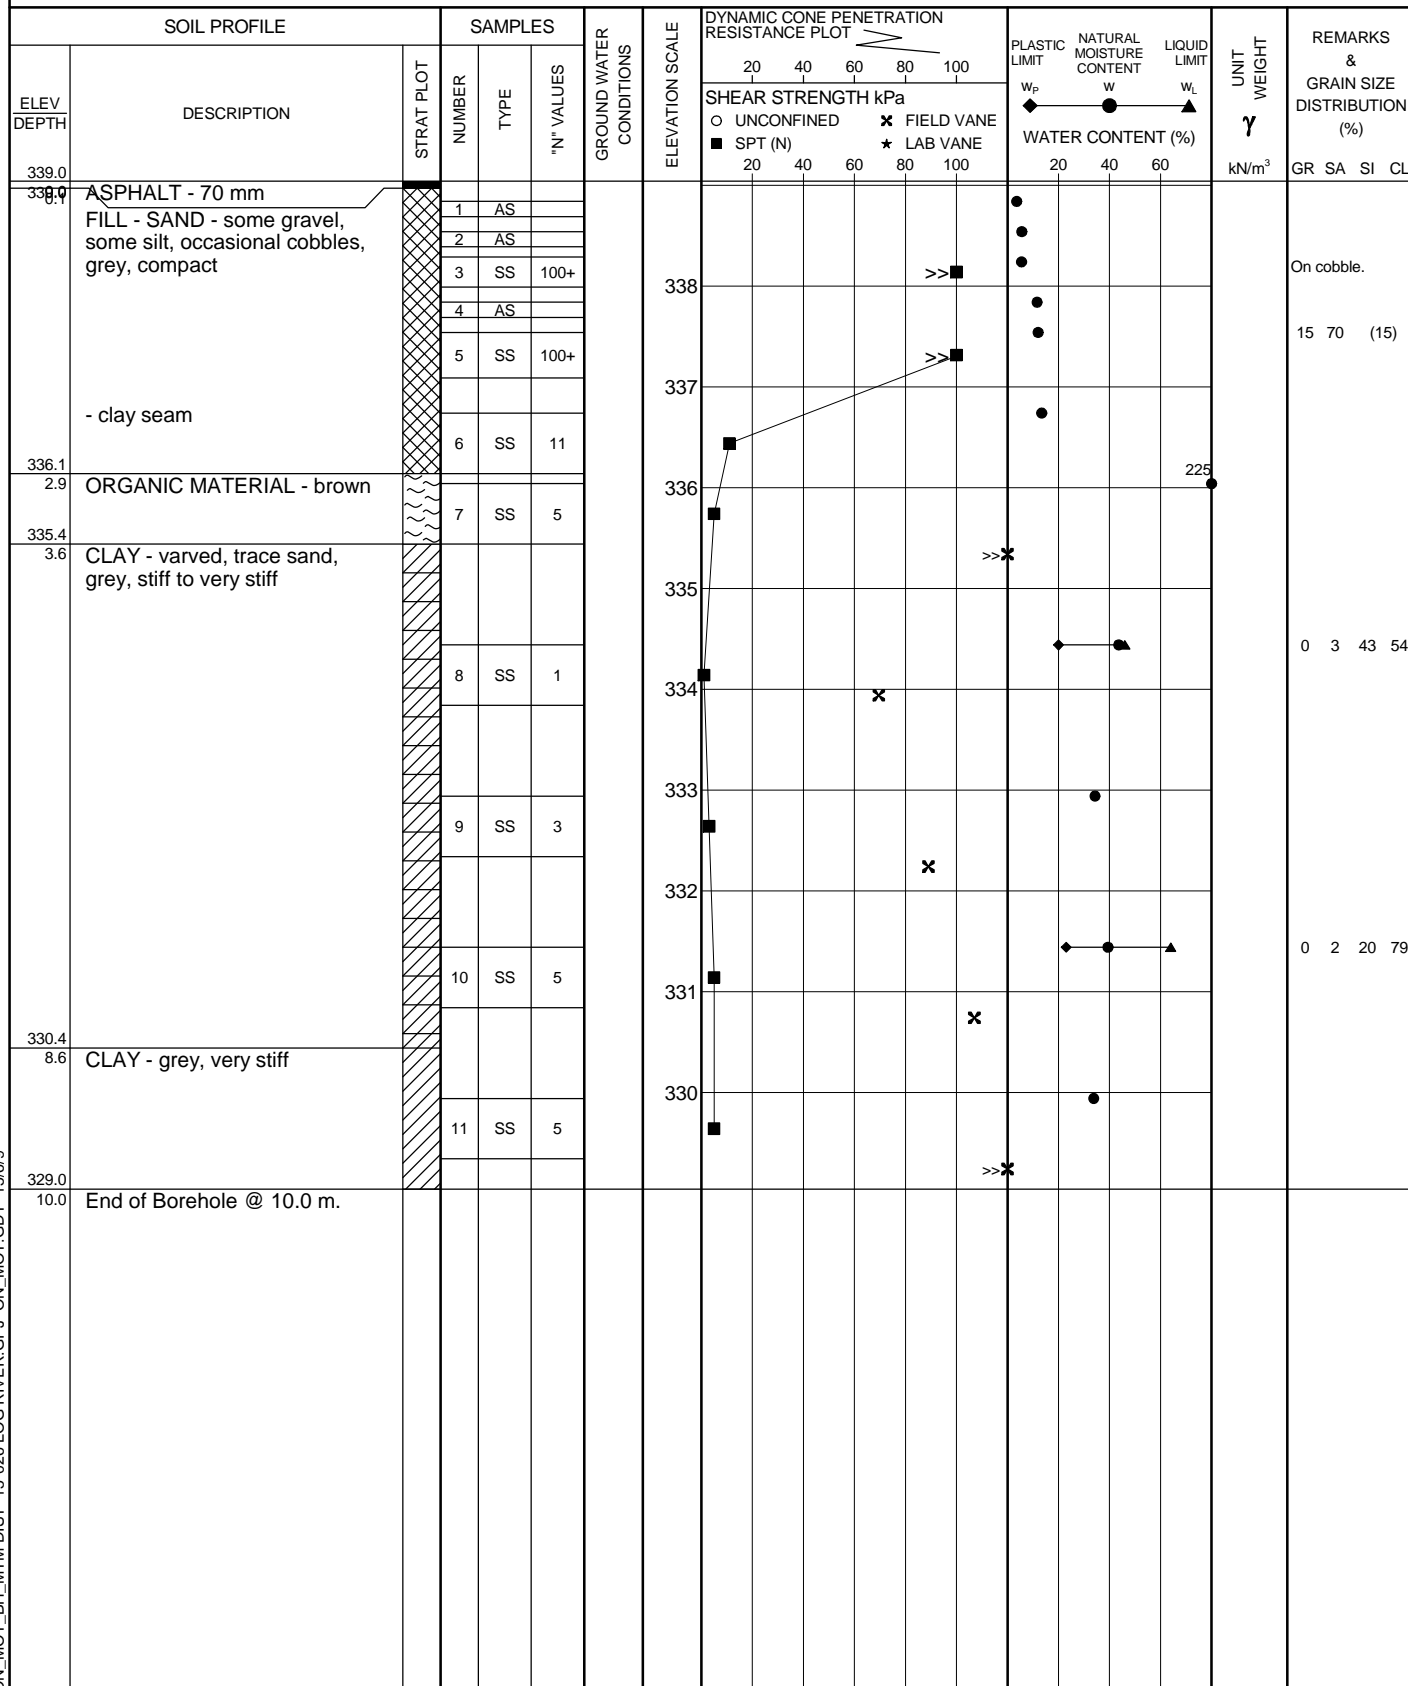 SOIL PROFILE
SAMPLES
GROUND WATER
CONDITIONS
ELEVATION SCALE
DYNAMIC CONE PENETRATION
RESISTANCE PLOT
20 40 60 80 100
PLASTIC
LIMIT
NATURAL
MOISTURE
CONTENT
LIQUID
LIMIT
wP w wL
UNIT
WEIGHT
γ
kN/m³
REMARKS
&
GRAIN SIZE
DISTRIBUTION
(%)
GR SA SI CL
ELEV
DEPTH
DESCRIPTION
STRAT PLOT
NUMBER
TYPE
"N" VALUES
SHEAR STRENGTH kPa
○ UNCONFINED ✖ FIELD VANE
■ SPT (N) ★ LAB VANE
20 40 60 80 100
WATER CONTENT (%)
20 40 60
339.0
0.1
ASPHALT - 70 mm
FILL - SAND - some gravel,
some silt, occasional cobbles,
grey, compact
1 AS
2 AS
3 SS 100+
>>
On cobble.
338
4 AS
15 70 (15)
5 SS 100+
>>
337
- clay seam
6 SS 11
336.1
2.9
ORGANIC MATERIAL - brown
225
336
7 SS 5
335.4
3.6
CLAY - varved, trace sand,
grey, stiff to very stiff
>>
335
0 3 43 54
8 SS 1
334
333
9 SS 3
332
0 2 20 79
10 SS 5
331
330.4
8.6
CLAY - grey, very stiff
330
11 SS 5
>>
329.0
10.0
End of Borehole @ 10.0 m.